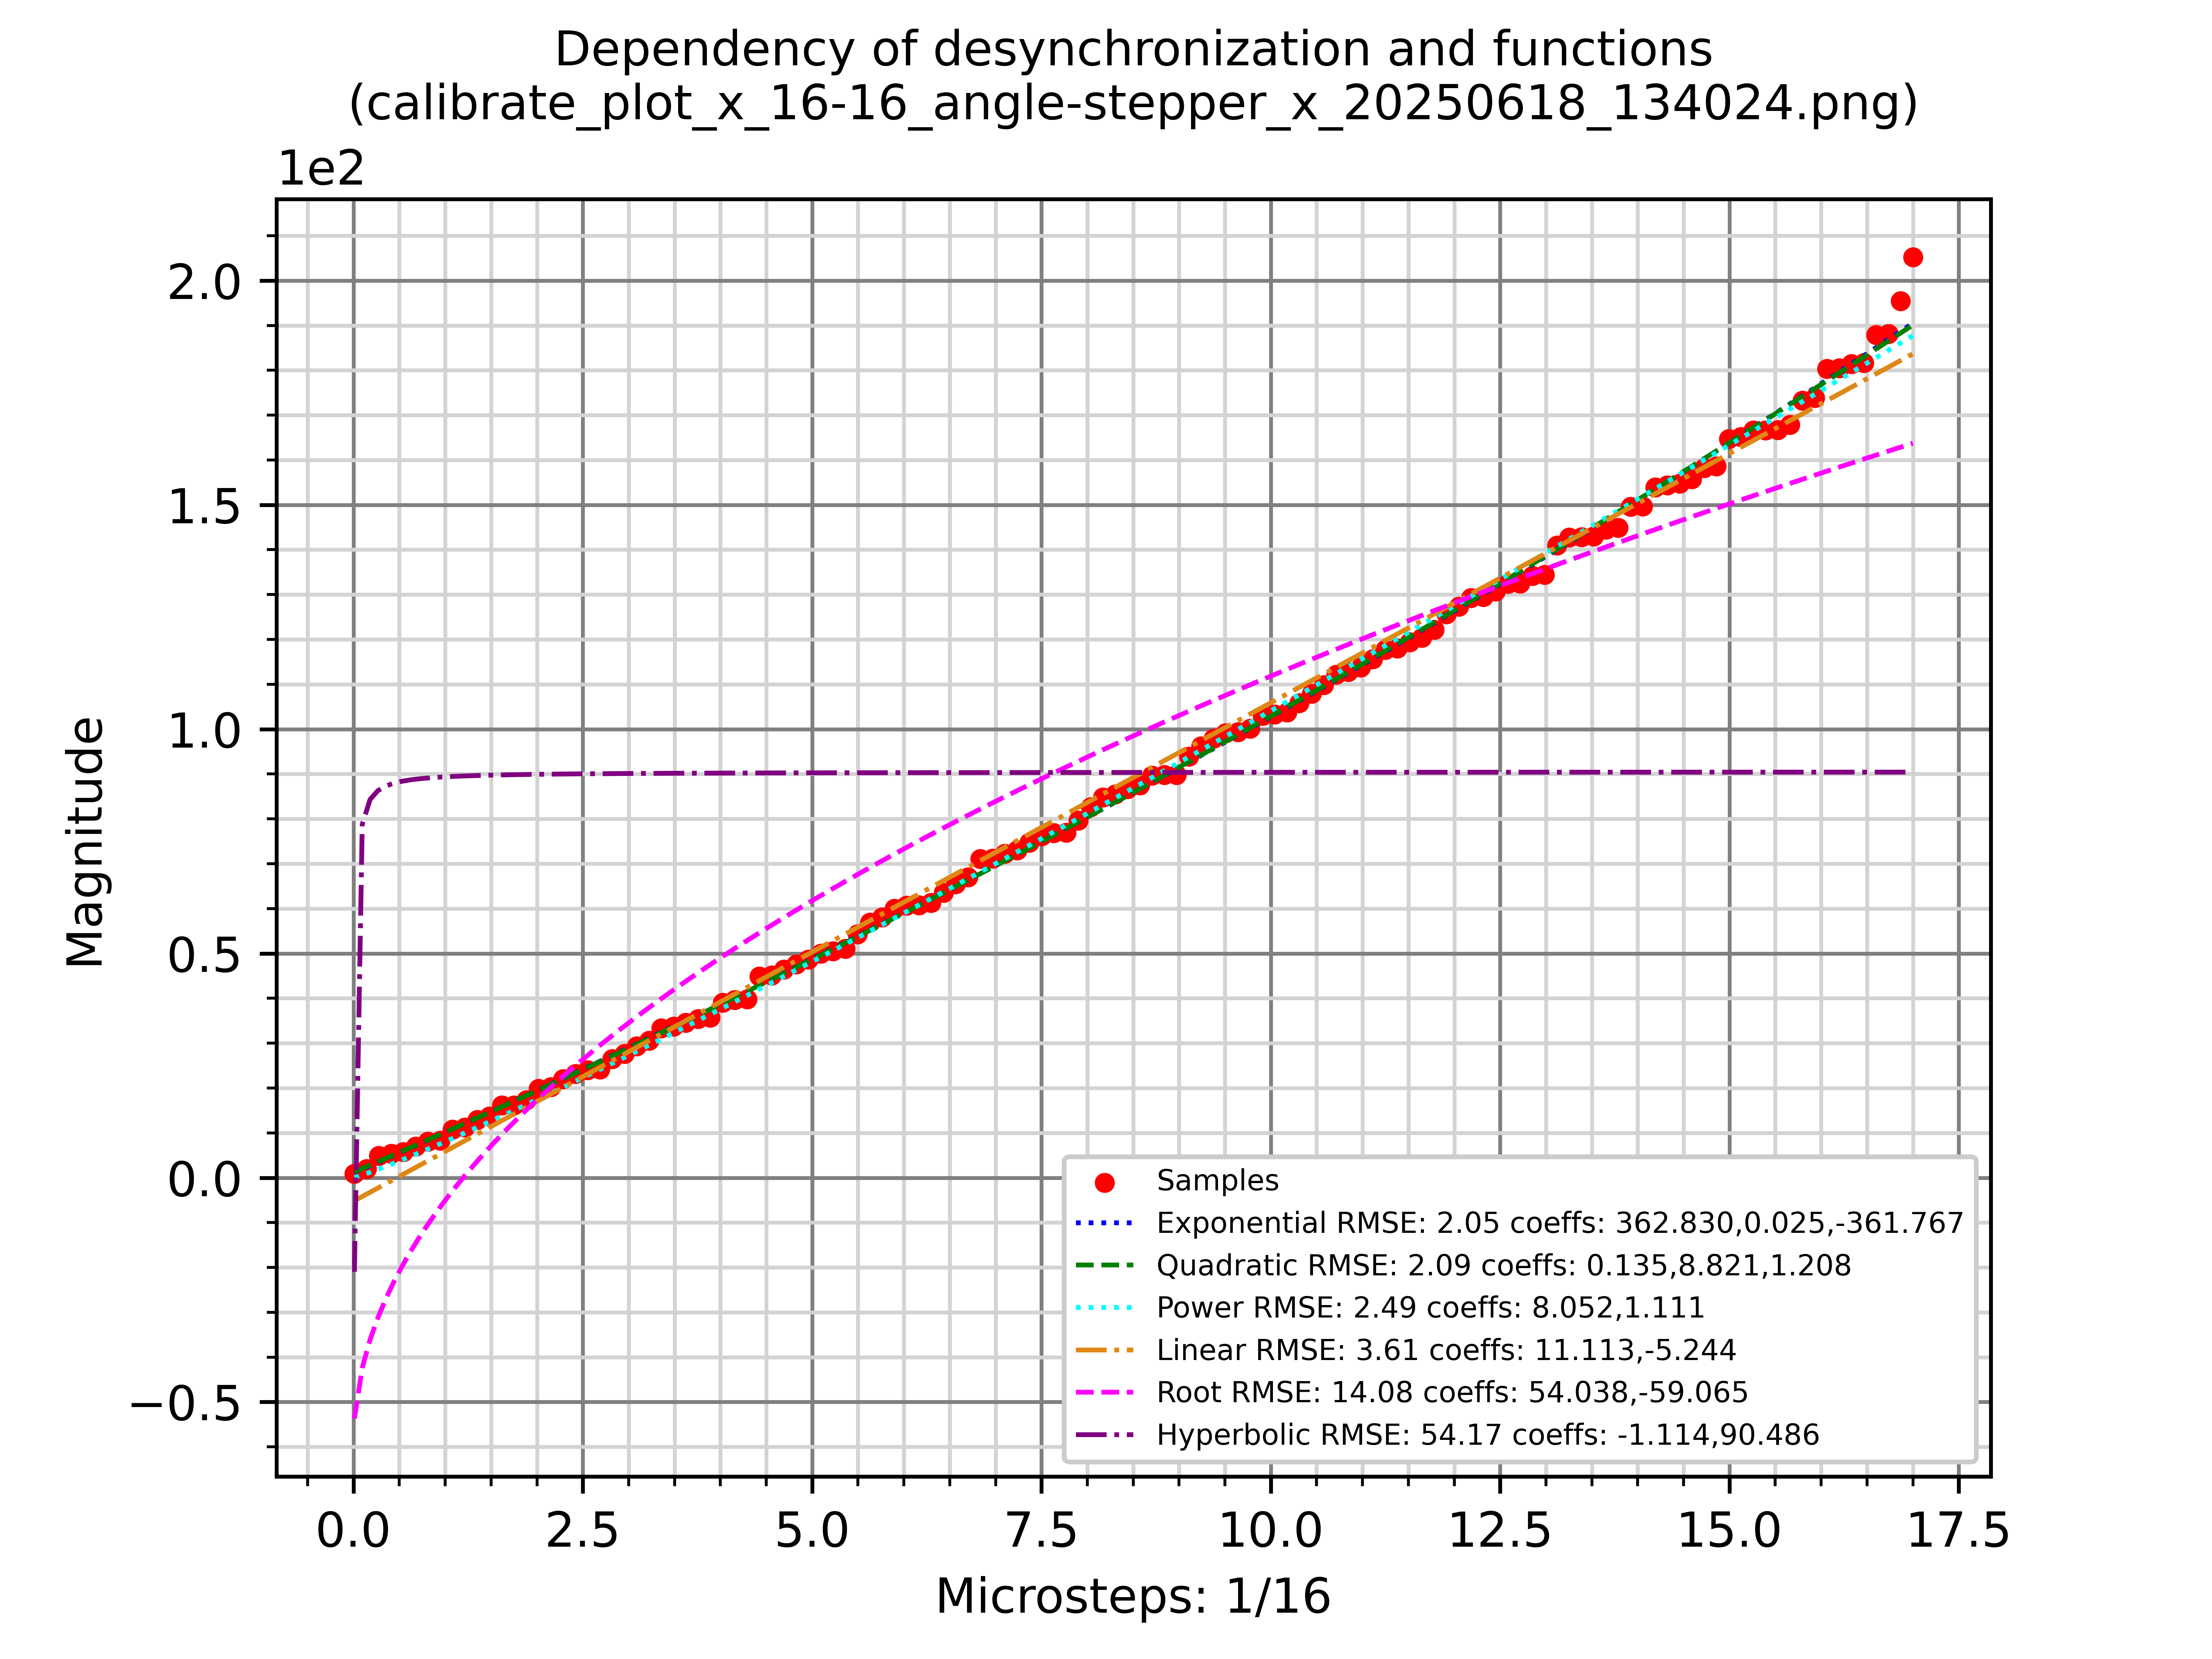 Dependency of desynchronization and functions
(calibrate_plot_x_16-16_angle-stepper_x_20250618_134024.png)
1e2
2.0
1.5
1.0
0.5
0.0
−0.5
Magnitude
Samples
Exponential RMSE: 2.05 coeffs: 362.830,0.025,-361.767
Quadratic RMSE: 2.09 coeffs: 0.135,8.821,1.208
Power RMSE: 2.49 coeffs: 8.052,1.111
Linear RMSE: 3.61 coeffs: 11.113,-5.244
Root RMSE: 14.08 coeffs: 54.038,-59.065
Hyperbolic RMSE: 54.17 coeffs: -1.114,90.486
0.0 2.5 5.0 7.5 10.0 12.5 15.0 17.5
Microsteps: 1/16